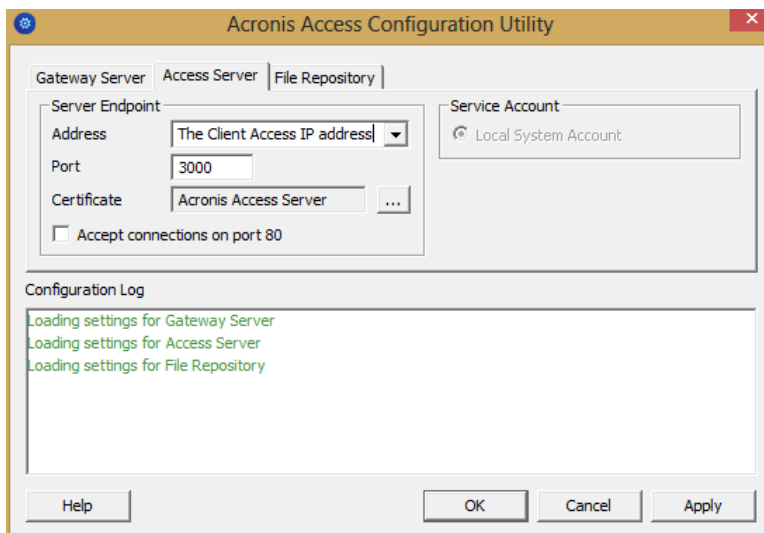 Acronis Access Configuration Utility
Gateway Server Access Server File Repository
Server Endpoint
Address The Client Access IP address
Port 3000
Certificate Acronis Access Server ...
Accept connections on port 80
Service Account
Local System Account
Configuration Log
Loading settings for Gateway Server
Loading settings for Access Server
Loading settings for File Repository
Help OK Cancel Apply